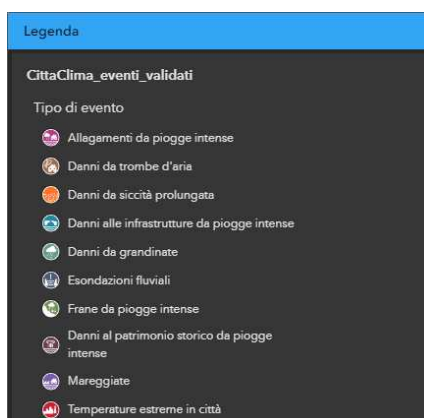 Legenda
CittaClima_eventi_validati
Tipo di evento
Allagamenti da piogge intense
Danni da trombe d'aria
Danni da siccità prolungata
Danni alle infrastrutture da piogge intense
Danni da grandinate
Esondazioni fluviali
Frane da piogge intense
Danni al patrimonio storico da piogge
intense
Mareggiate
Temperature estreme in città